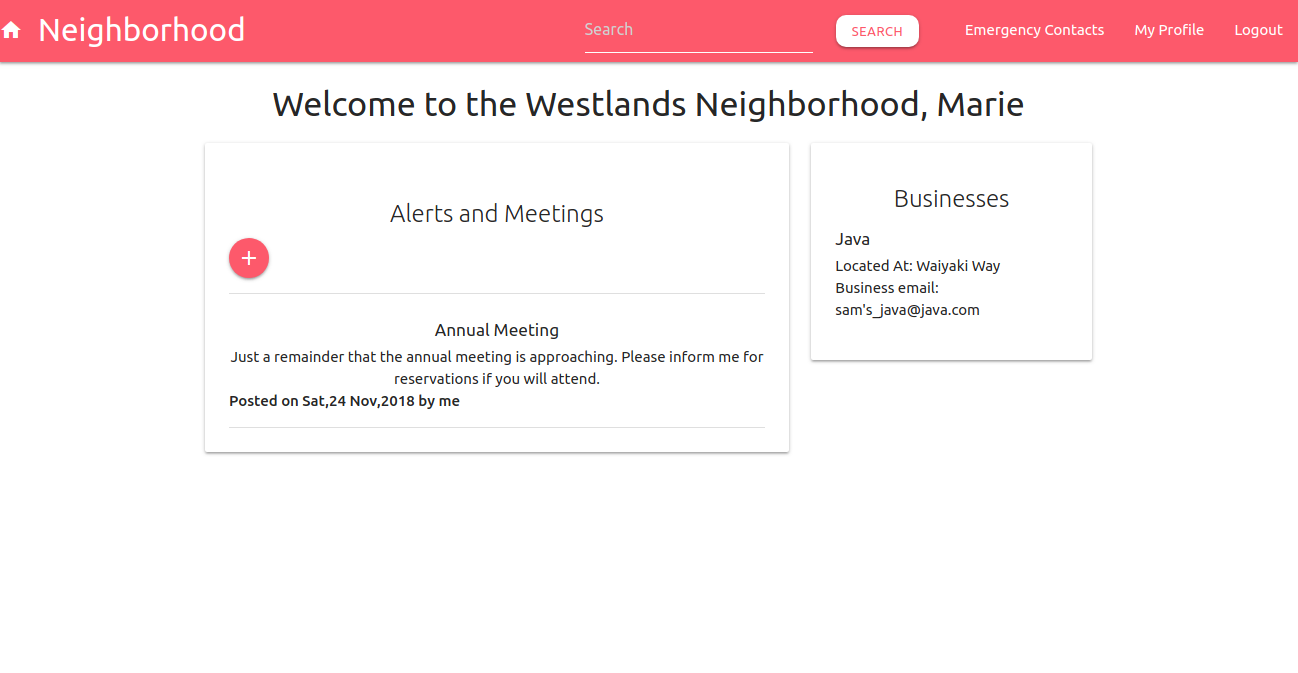 Neighborhood
Search
SEARCH
Emergency Contacts
My Profile
Logout
Welcome to the Westlands Neighborhood, Marie
Alerts and Meetings
+
Annual Meeting
Just a remainder that the annual meeting is approaching. Please inform me for
reservations if you will attend.
Posted on Sat,24 Nov,2018 by me
Businesses
Java
Located At: Waiyaki Way
Business email:
sam's_java@java.com